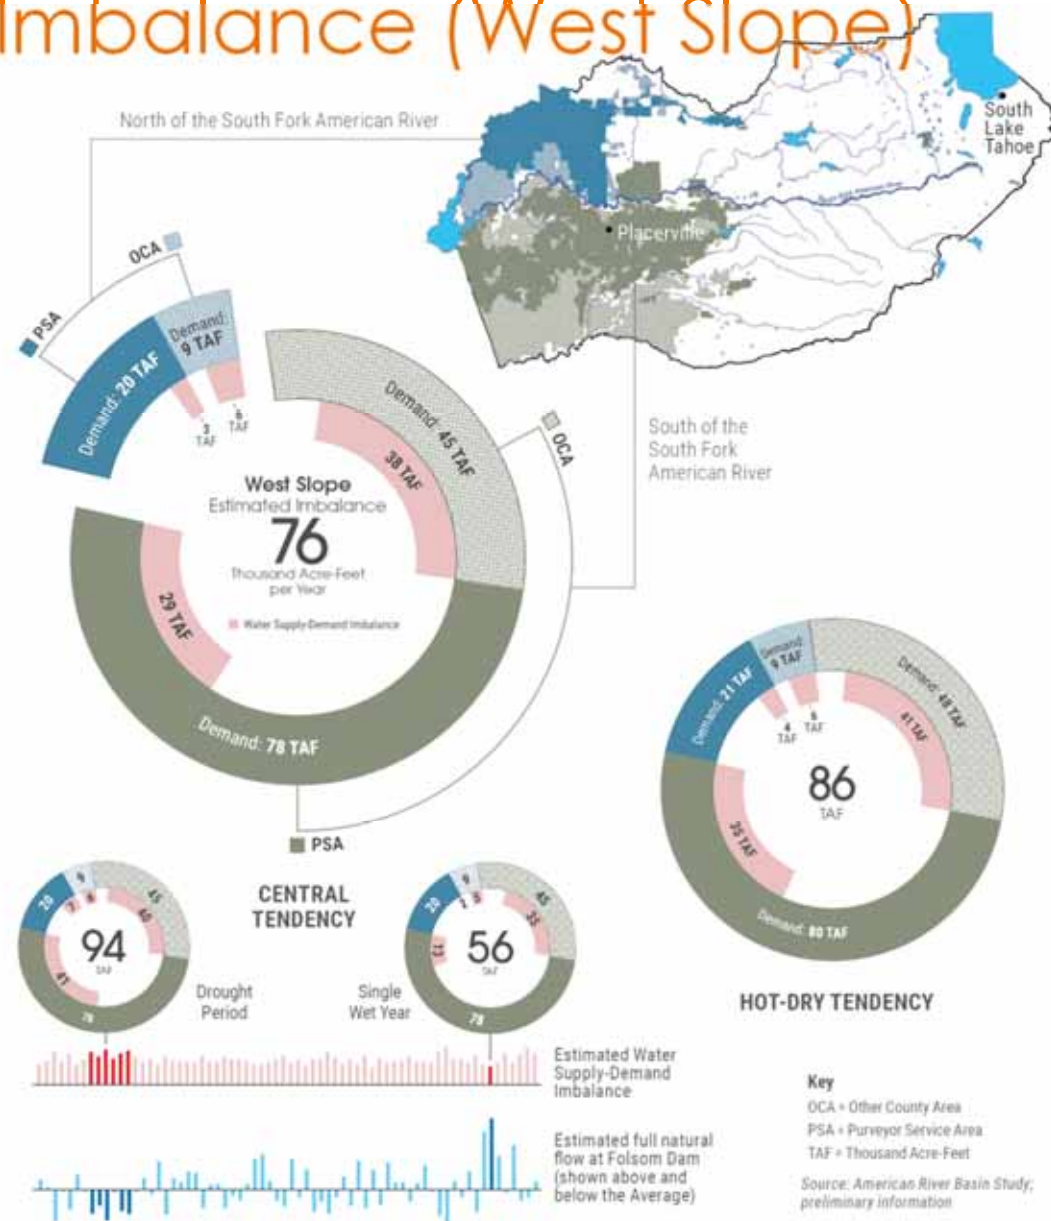 Imbalance (West Slope)
North of the South Fork American River
South
Lake
Tahoe
Placerville
OCA
PSA
Demand:
9 TAF
Demand: 20 TAF
3
TAF
6
TAF
Demand: 45 TAF
38 TAF
OCA
South of the
South Fork
American River
West Slope
Estimated Imbalance
76
Thousand Acre-Feet
per Year
Water Supply-Demand Imbalance
29 TAF
Demand: 78 TAF
PSA
Demand: 21 TAF
Demand:
9 TAF
Demand: 48 TAF
4
TAF
6
TAF
41 TAF
86
TAF
35 TAF
Demand: 80 TAF
HOT-DRY TENDENCY
CENTRAL
TENDENCY
20
9
45
7
6
40
94
TAF
41
78
Drought
Period
20
9
45
35
56
TAF
13
78
Single
Wet Year
Estimated Water
Supply-Demand
Imbalance
Estimated full natural
flow at Folsom Dam
(shown above and
below the Average)
Key
OCA = Other County Area
PSA = Purveyor Service Area
TAF = Thousand Acre-Feet
Source: American River Basin Study;
preliminary information